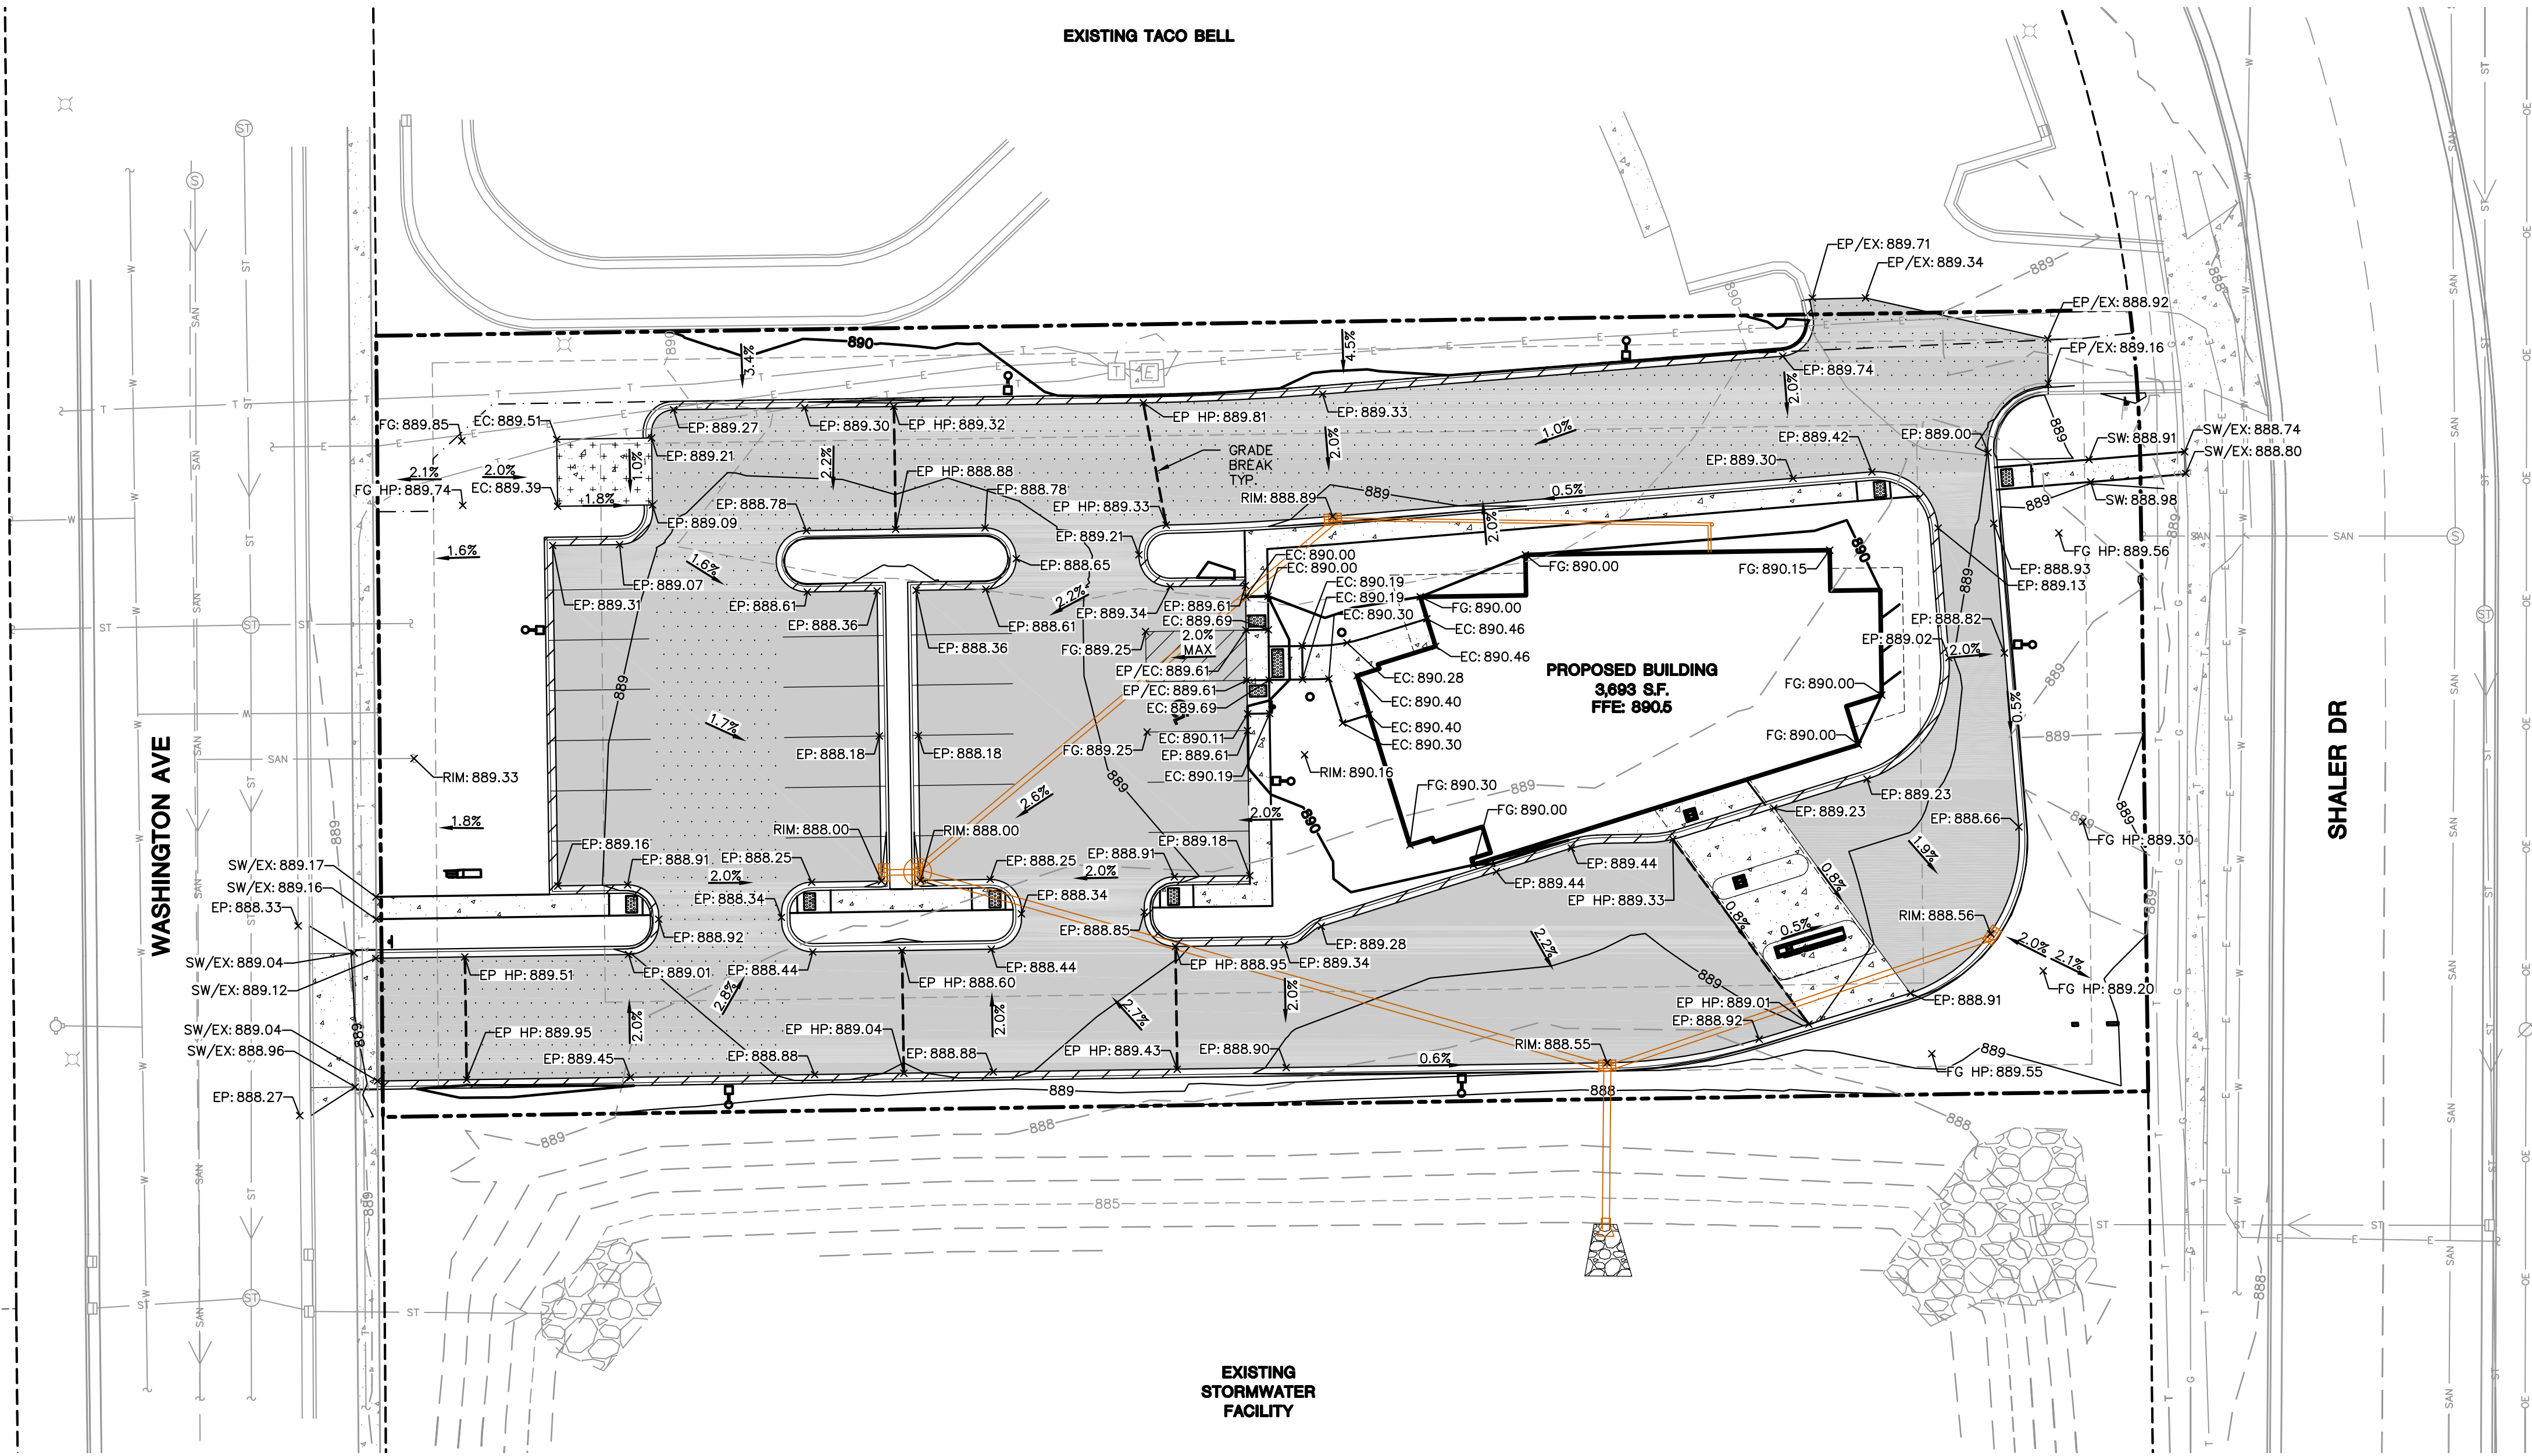 EXISTING TACO BELL
EP/EX: 889.71
EP/EX: 889.34
EP/EX: 888.92
EP/EX: 889.16
EP: 889.74
890
890
890
889
889
888
3.4%
4.5%
2.0%
FG: 889.85
EC: 889.51
EP: 889.27
EP: 889.30
EP HP: 889.32
EP HP: 889.81
EP: 889.33
2.0%
1.0%
EP: 889.42
EP: 889.00
SW: 888.91
SW/EX: 888.74
SW/EX: 888.80
SW: 888.98
EP: 889.21
2.1%
2.0%
1.0%
2.2%
GRADE
BREAK
TYP.
EP HP: 888.88
EP: 888.78
EP: 888.78
EP HP: 889.33
RIM: 888.89
889
0.5%
EP: 889.30
FG HP: 889.74
EC: 889.39
1.8%
EP: 889.09
889
889
1.6%
1.6%
EP: 889.07
EP: 889.31
EP: 889.21
EP: 888.65
2.0%
EC: 890.00
EC: 890.00
FG: 890.00
FG: 890.15
890
FG HP: 889.56
EP: 888.93
EP: 889.13
EP: 888.61
EP: 888.36
EP: 888.61
EP: 888.36
2.2%
EP: 889.34
EP: 889.61
EC: 889.69
2.0%
MAX
FG: 889.25
EP/EC: 889.61
EP/EC: 889.61
EC: 889.69
EC: 890.19
EC: 890.19
EC: 890.30
FG: 890.00
EC: 890.46
EC: 890.46
EC: 890.28
EC: 890.40
EC: 890.40
EC: 890.30
PROPOSED BUILDING
3,693 S.F.
FFE: 890.5
EP: 888.82
EP: 889.02
2.0%
889
889
FG: 890.00
FG: 890.00
0.5%
889
889
1.7%
EP: 888.18
EP: 888.18
FG: 889.25
EC: 890.11
EP: 889.61
EC: 890.19
RIM: 890.16
RIM: 889.33
FG: 890.30
FG: 890.00
889
890
889
2.6%
2.0%
WASHINGTON AVE
SHALER DR
1.8%
RIM: 888.00
RIM: 888.00
EP: 889.18
EP: 889.23
EP: 889.23
EP: 888.66
889
889
FG HP: 889.30
EP: 889.16
EP: 888.91
EP: 888.25
EP: 888.25
EP: 888.91
EP: 889.44
EP: 889.44
1.9%
SW/EX: 889.17
SW/EX: 889.16
EP: 888.33
2.0%
2.0%
EP: 888.34
EP: 888.34
EP HP: 889.33
0.8%
0.8%
0.5%
RIM: 888.56
EP: 888.92
EP: 888.85
EP: 889.28
2.2%
2.0%
2.1%
SW/EX: 889.04
SW/EX: 889.12
EP HP: 889.51
EP: 889.01
EP: 888.44
EP HP: 888.60
EP: 888.44
EP HP: 888.95
EP: 889.34
889
FG HP: 889.20
EP: 888.91
2.8%
2.0%
2.0%
2.7%
2.0%
EP HP: 889.01
EP: 888.92
SW/EX: 889.04
SW/EX: 888.96
EP: 888.27
EP HP: 889.95
EP: 889.45
EP HP: 889.04
EP: 888.88
EP: 888.88
EP HP: 889.43
EP: 888.90
0.6%
RIM: 888.55
889
FG HP: 889.55
889
889
888
889
888
888
885
889
888
EXISTING
STORMWATER
FACILITY